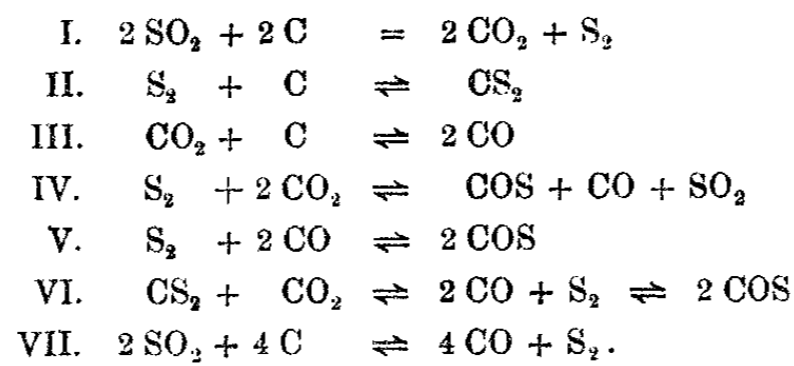 I. 2 SO₂ + 2 C = 2 CO₂ + S₂
II. S₂ + C ⇌ CS₂
III. CO₂ + C ⇌ 2 CO
IV. S₂ + 2 CO₂ ⇌ COS + CO + SO₂
V. S₂ + 2 CO ⇌ 2 COS
VI. CS₂ + CO₂ ⇌ 2 CO + S₂ ⇌ 2 COS
VII. 2 SO₂ + 4 C ⇌ 4 CO + S₂.